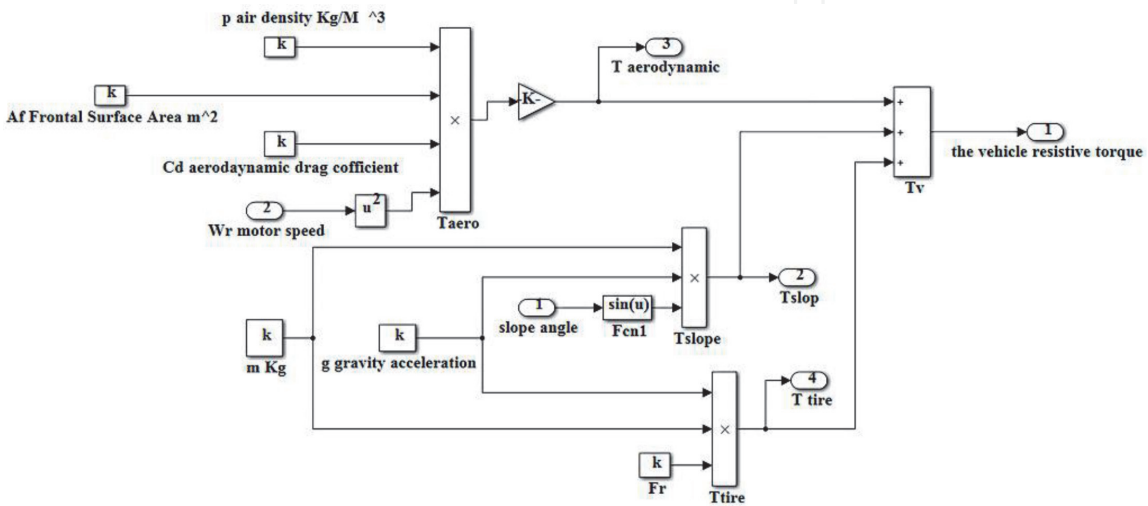 p air density Kg/M ^3
k
3
T aerodynamic
k
Af Frontal Surface Area m^2
K-
×
k
Cd aerodaynamic drag cofficient
+
+
+
1
the vehicle resistive torque
Tv
2
u²
Wr motor speed
Taero
×
2
Tslop
1
slope angle
sin(u)
Fcn1
Tslope
k
m Kg
k
g gravity acceleration
4
T tire
×
k
Fr
Ttire